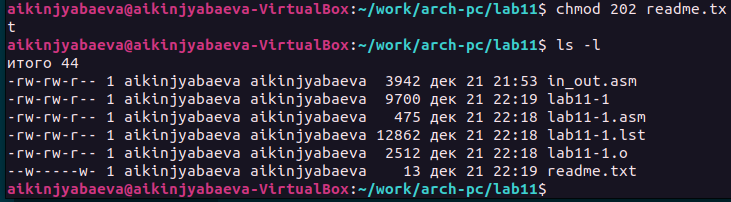 aikinjyabaeva@aikinjyabaeva-VirtualBox:~/work/arch-pc/lab11$ chmod 202 readme.tx
t
aikinjyabaeva@aikinjyabaeva-VirtualBox:~/work/arch-pc/lab11$ ls -l
итого 44
-rw-rw-r-- 1 aikinjyabaeva aikinjyabaeva  3942 дек 21 21:53 in_out.asm
-rw-rw-r-- 1 aikinjyabaeva aikinjyabaeva  9700 дек 21 22:19 lab11-1
-rw-rw-r-- 1 aikinjyabaeva aikinjyabaeva   475 дек 21 22:18 lab11-1.asm
-rw-rw-r-- 1 aikinjyabaeva aikinjyabaeva 12862 дек 21 22:18 lab11-1.lst
-rw-rw-r-- 1 aikinjyabaeva aikinjyabaeva  2512 дек 21 22:18 lab11-1.o
--w-----w- 1 aikinjyabaeva aikinjyabaeva    13 дек 21 22:19 readme.txt
aikinjyabaeva@aikinjyabaeva-VirtualBox:~/work/arch-pc/lab11$